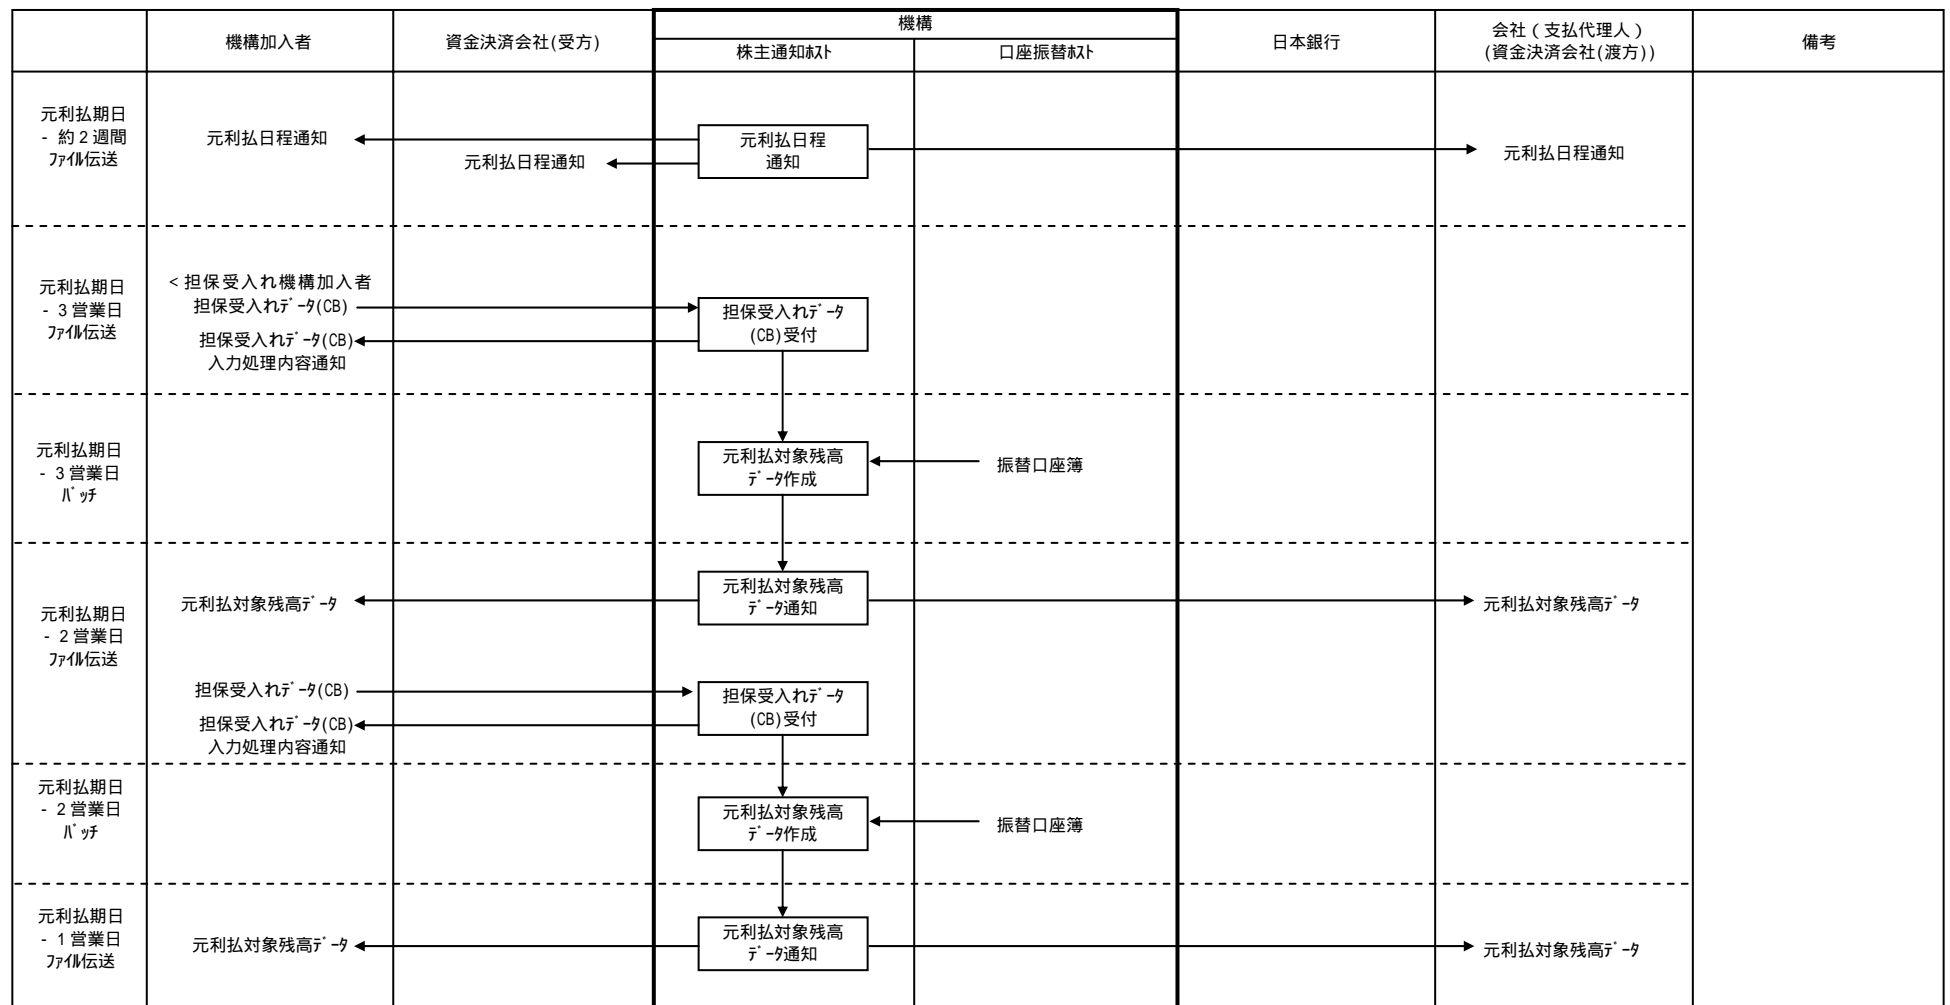 機構加入者
資金決済会社(受方)
機構
株主通知ﾎｽﾄ
口座振替ﾎｽﾄ
日本銀行
会社（支払代理人）
(資金決済会社(渡方))
備考
元利払期日
- 約２週間
ﾌｧｲﾙ伝送
元利払日程通知
元利払日程通知
元利払日程
通知
元利払日程通知
元利払期日
- ３営業日
ﾌｧｲﾙ伝送
<担保受入れ機構加入者
担保受入れﾃﾞｰﾀ(CB)
担保受入れﾃﾞｰﾀ(CB)
入力処理内容通知
担保受入れﾃﾞｰﾀ
(CB)受付
元利払期日
- ３営業日
ﾊﾞｯﾁ
元利払対象残高
ﾃﾞｰﾀ作成
振替口座簿
元利払期日
- ２営業日
ﾌｧｲﾙ伝送
元利払対象残高ﾃﾞｰﾀ
元利払対象残高
ﾃﾞｰﾀ通知
元利払対象残高ﾃﾞｰﾀ
担保受入れﾃﾞｰﾀ(CB)
担保受入れﾃﾞｰﾀ(CB)
入力処理内容通知
担保受入れﾃﾞｰﾀ
(CB)受付
元利払期日
- ２営業日
ﾊﾞｯﾁ
元利払対象残高
ﾃﾞｰﾀ作成
振替口座簿
元利払期日
- １営業日
ﾌｧｲﾙ伝送
元利払対象残高ﾃﾞｰﾀ
元利払対象残高
ﾃﾞｰﾀ通知
元利払対象残高ﾃﾞｰﾀ